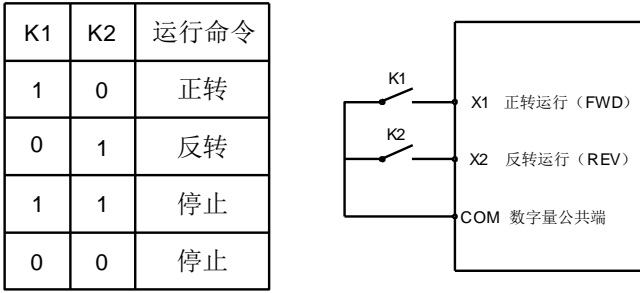 K1 K2 运行命令
1 0 正转
0 1 反转
1 1 停止
0 0 停止
K1
X1 正转运行（FWD）
K2
X2 反转运行（REV）
COM 数字量公共端